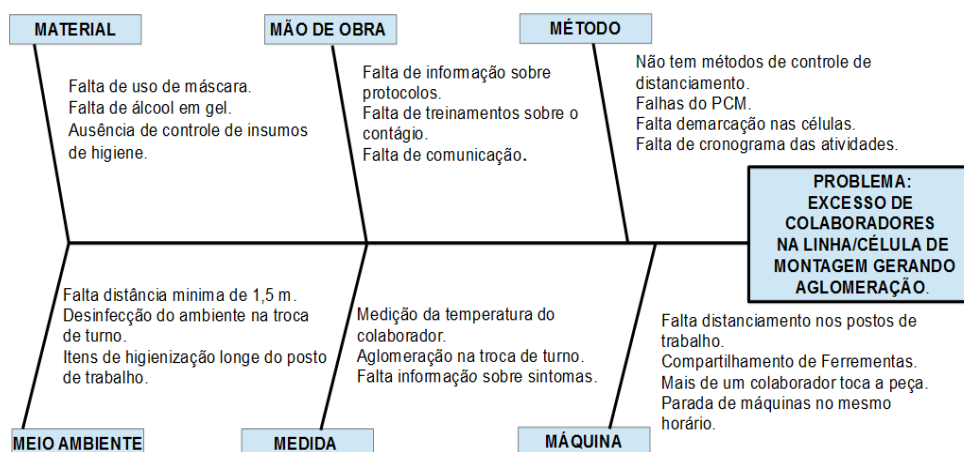 MATERIAL
MÃO DE OBRA
MÉTODO
Falta de uso de máscara.
Falta de álcool em gel.
Ausência de controle de insumos
de higiene.
Falta de informação sobre
protocolos.
Falta de treinamentos sobre o
contágio.
Falta de comunicação.
Não tem métodos de controle de
distanciamento.
Falhas do PCM.
Falta demarcação nas células.
Falta de cronograma das atividades.
PROBLEMA:
EXCESSO DE
COLABORADORES
NA LINHA/CÉLULA DE
MONTAGEM GERANDO
AGLOMERAÇÃO.
Falta distância minima de 1,5 m.
Desinfecção do ambiente na troca
de turno.
Itens de higienização longe do posto
de trabalho.
Medição da temperatura do
colaborador.
Aglomeração na troca de turno.
Falta informação sobre sintomas.
Falta distanciamento nos postos de
trabalho.
Compartilhamento de Ferrementas.
Mais de um colaborador toca a peça.
Parada de máquinas no mesmo
horário.
MEIO AMBIENTE
MEDIDA
MÁQUINA